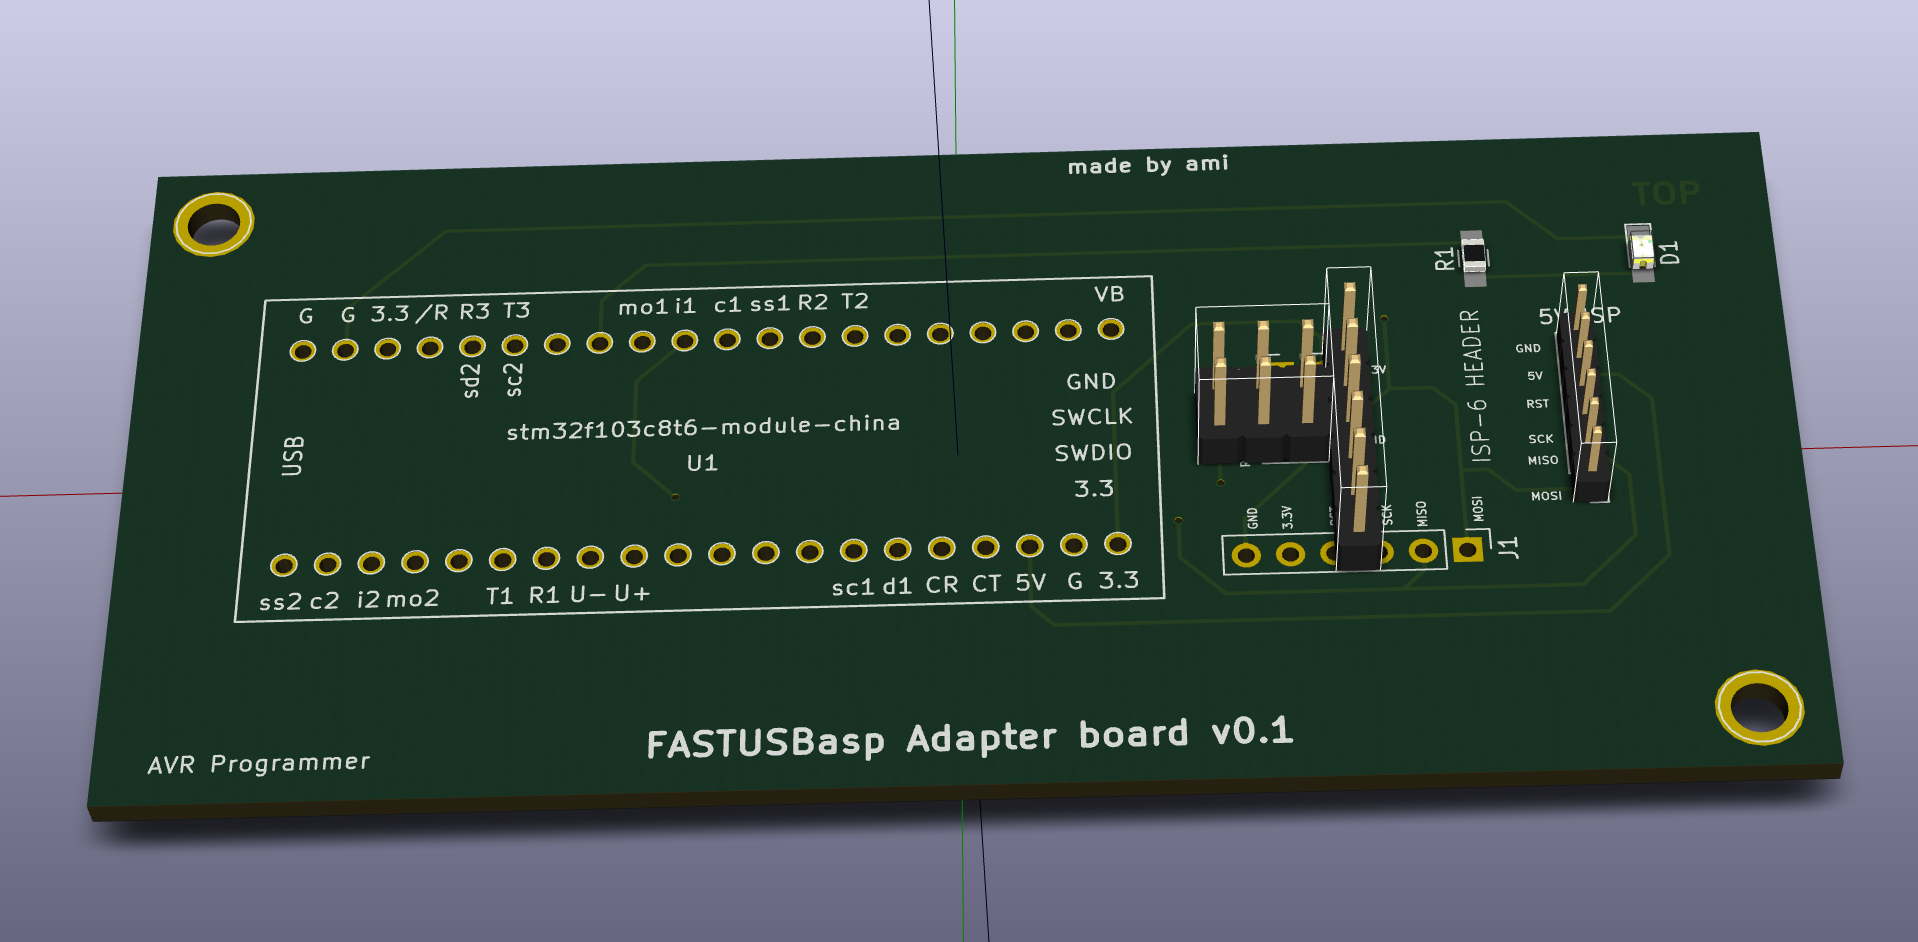 made by ami
TOP
R1
D1
G G 3.3 /R R3 T3 mo1 i1 c1 ss1 R2 T2 VB
sd2 sc2
GND
SWCLK
SWDIO
3.3
stm32f103c8t6-module-china
U1
USB
ss2 c2 i2 mo2 T1 R1 U- U+ sc1 d1 CR CT 5V G 3.3
3V
ISP-6 HEADER
GND
5V
RST
SCK
MISO
MOSI
GND 3.3V SCK MISO MOSI
J1
FASTUSBasp Adapter board v0.1
AVR Programmer